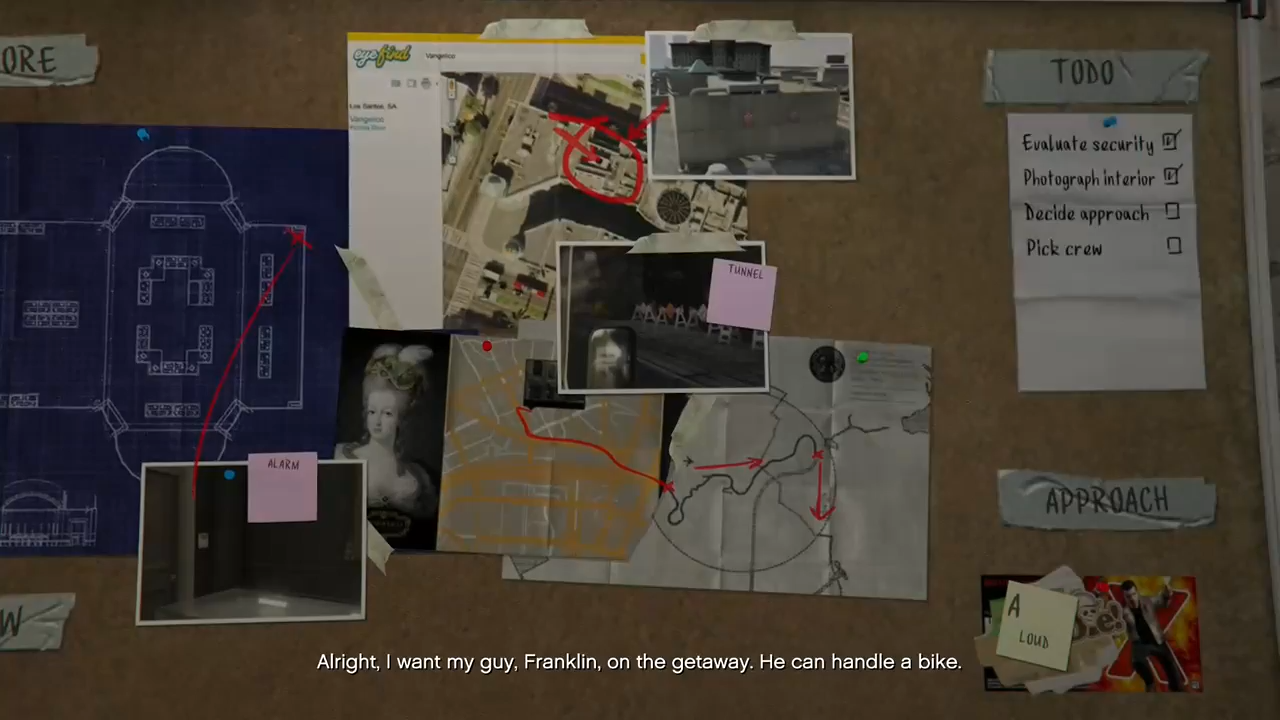 ORE
eyefind
Vangelico
Los Santos, SA
Vangelico
TUNNEL
TODO
Evaluate security
Photograph interior
Decide approach
Pick crew
ALARM
APPROACH
A
LOUD
W
Alright, I want my guy, Franklin, on the getaway. He can handle a bike.